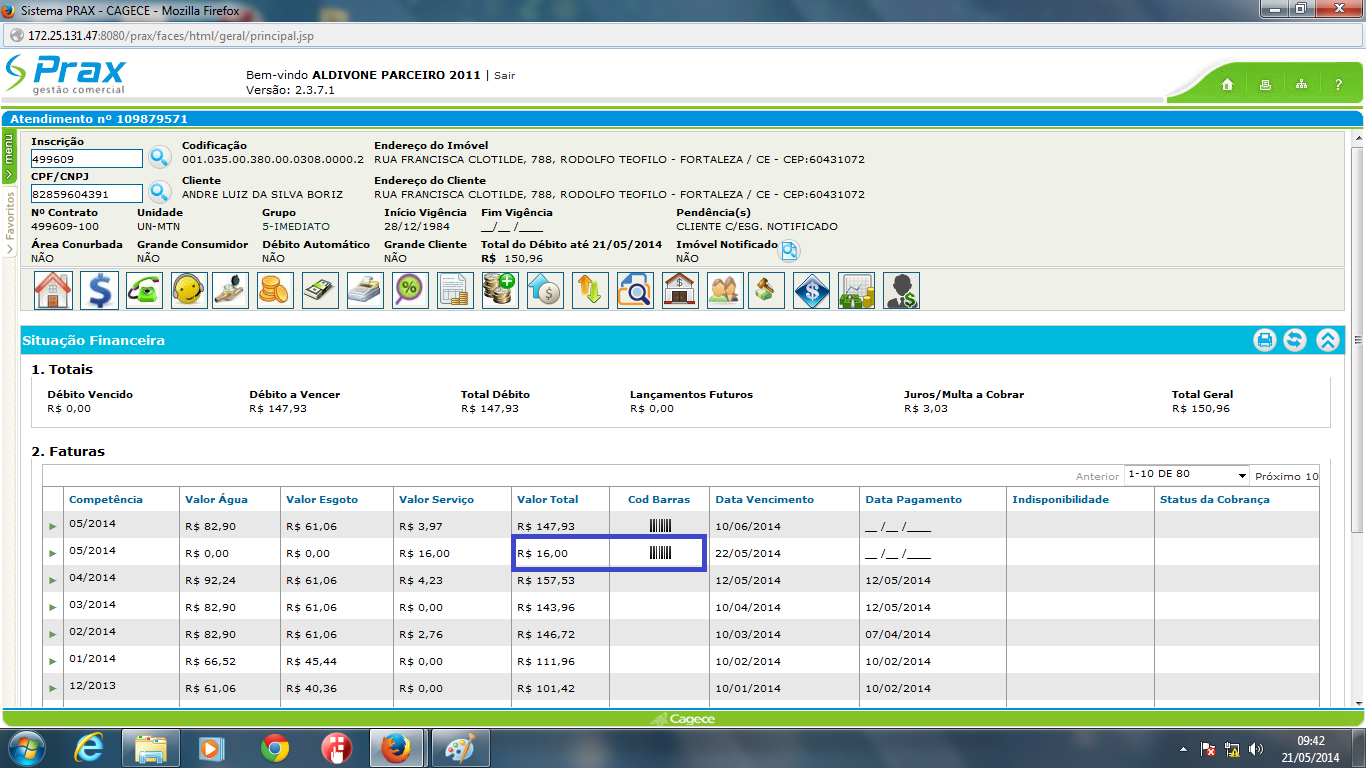 Sistema PRAX - CAGECE - Mozilla Firefox
172.25.131.47:8080/prax/faces/html/geral/principal.jsp
Prax
gestão comercial
Bem-vindo ALDIVONE PARCEIRO 2011 | Sair
Versão: 2.3.7.1
?
Atendimento nº 109879571
menu
Favoritos
Inscrição Codificação Endereço do Imóvel
499609 001.035.00.380.00.0308.0000.2 RUA FRANCISCA CLOTILDE, 788, RODOLFO TEOFILO - FORTALEZA / CE - CEP:60431072
CPF/CNPJ Cliente Endereço do Cliente
82859604391 ANDRE LUIZ DA SILVA BORIZ RUA FRANCISCA CLOTILDE, 788, RODOLFO TEOFILO - FORTALEZA / CE - CEP:60431072
Nº Contrato Unidade Grupo Início Vigência Fim Vigência Pendência(s)
499609-100 UN-MTN 5-IMEDIATO 28/12/1984 __/__ /____ CLIENTE C/ESG. NOTIFICADO
Área Conurbada Grande Consumidor Débito Automático Grande Cliente Total do Débito até 21/05/2014 Imóvel Notificado
NÃO NÃO NÃO NÃO R$ 150,96 NÃO
Situação Financeira
1. Totais
Débito Vencido Débito a Vencer Total Débito Lançamentos Futuros Juros/Multa a Cobrar Total Geral
R$ 0,00 R$ 147,93 R$ 147,93 R$ 0,00 R$ 3,03 R$ 150,96
2. Faturas
Anterior 1-10 DE 80 Próximo 10
Competência Valor Água Valor Esgoto Valor Serviço Valor Total Cod Barras Data Vencimento Data Pagamento Indisponibilidade Status da Cobrança
05/2014 R$ 82,90 R$ 61,06 R$ 3,97 R$ 147,93 10/06/2014 __ /__ /____
05/2014 R$ 0,00 R$ 0,00 R$ 16,00 R$ 16,00 22/05/2014 __ /__ /____
04/2014 R$ 92,24 R$ 61,06 R$ 4,23 R$ 157,53 12/05/2014 12/05/2014
03/2014 R$ 82,90 R$ 61,06 R$ 0,00 R$ 143,96 10/04/2014 12/05/2014
02/2014 R$ 82,90 R$ 61,06 R$ 2,76 R$ 146,72 10/03/2014 07/04/2014
01/2014 R$ 66,52 R$ 45,44 R$ 0,00 R$ 111,96 10/02/2014 10/02/2014
12/2013 R$ 61,06 R$ 40,36 R$ 0,00 R$ 101,42 10/01/2014 10/02/2014
Cagece
09:42
21/05/2014